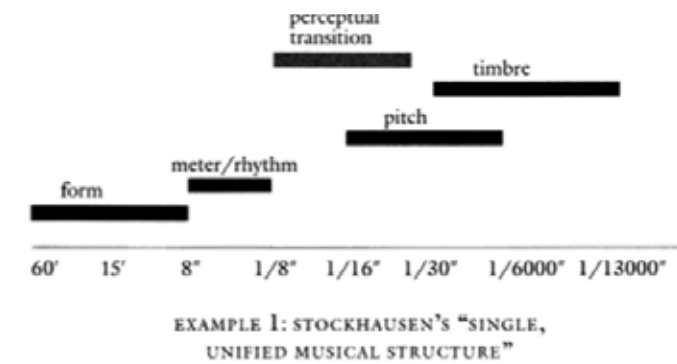 perceptual
transition
timbre
pitch
meter/rhythm
form
60′ 15′ 8″ 1/8″ 1/16″ 1/30″ 1/6000″ 1/13000″
EXAMPLE 1: STOCKHAUSEN’S “SINGLE,
UNIFIED MUSICAL STRUCTURE”